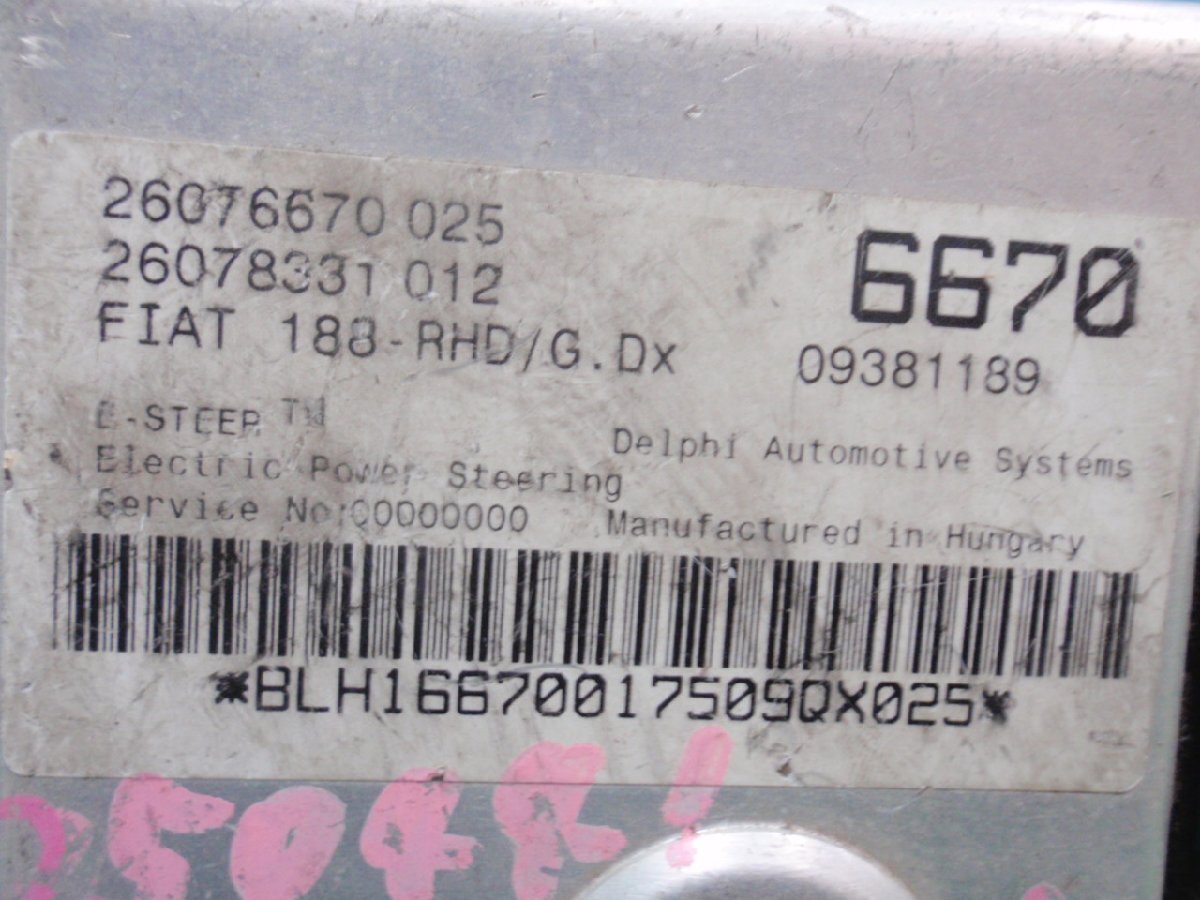 26076670 025
26078331 012
6670
FIAT 188-RHD/G.Dx
09381189
E-STEER TM
Delphi Automotive Systems
Electric Power Steering
Service No:00000000
Manufactured in Hungary
*BLH16670017509QX025*